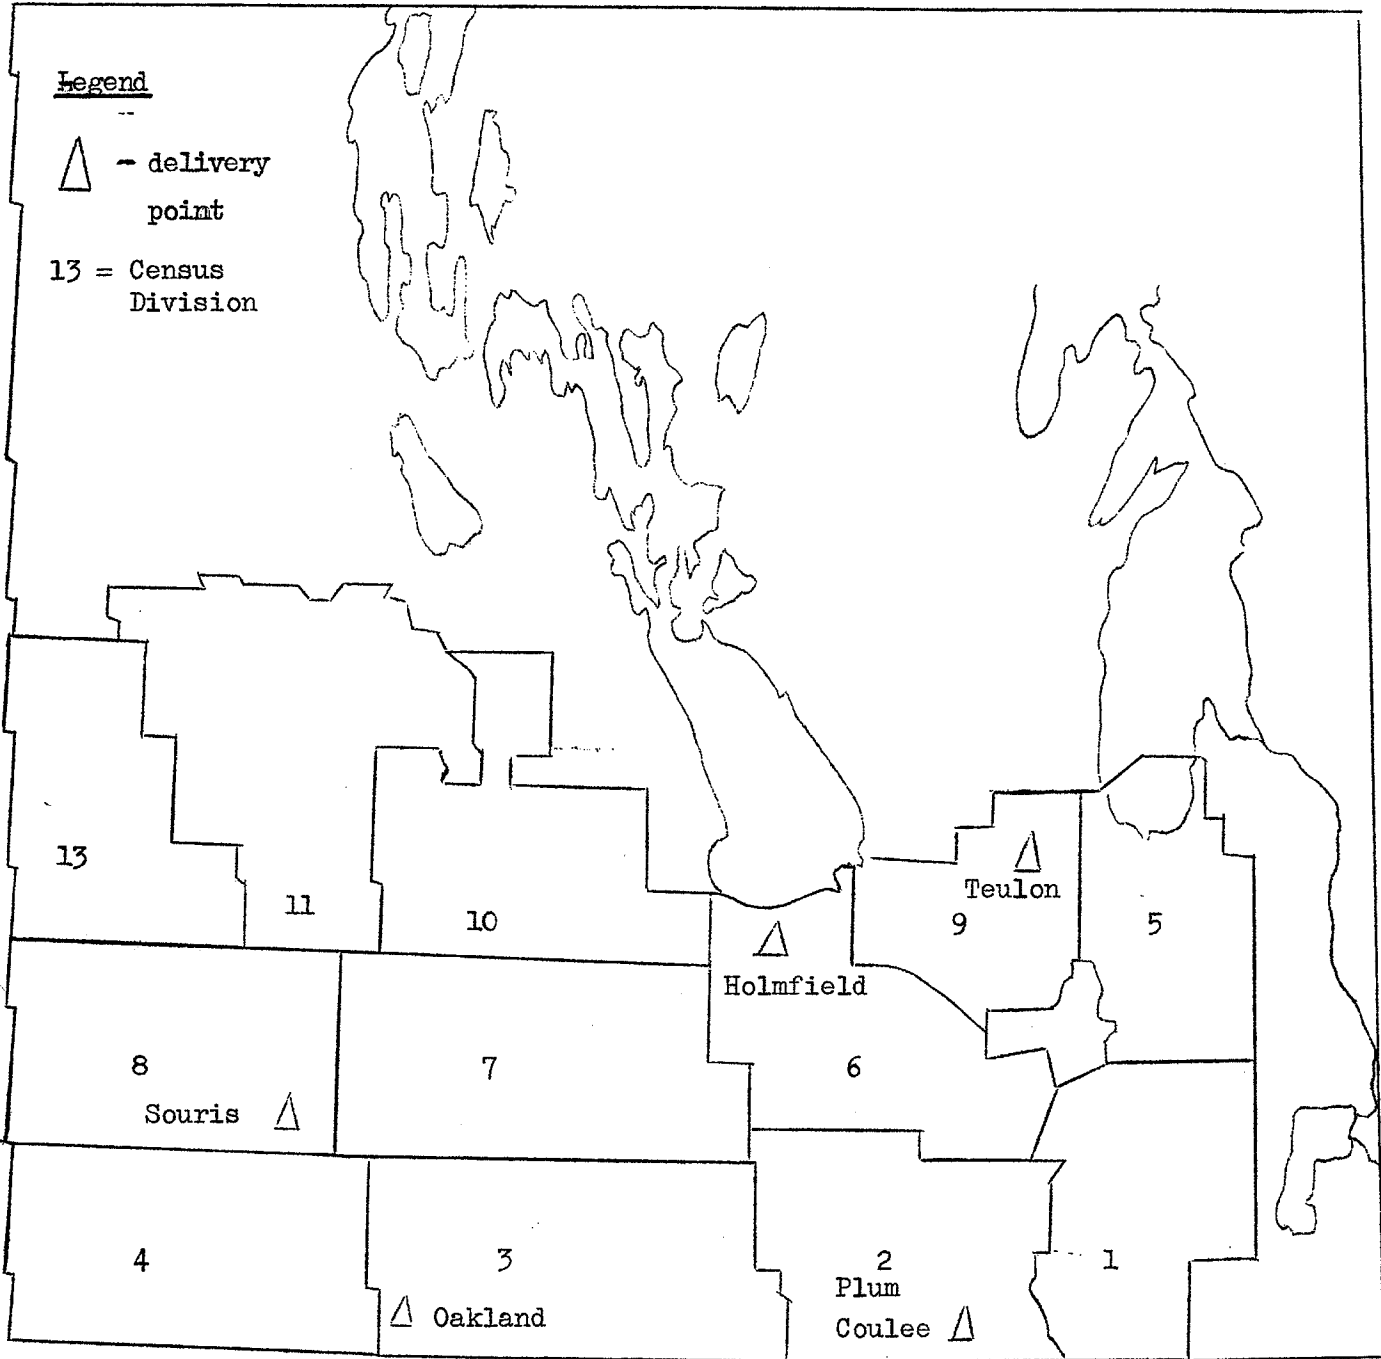 Legend
△ - delivery
point
13 = Census
Division
13
11
10
Teulon
9
5
Holmfield
8
7
6
Souris
4
3
2
1
Plum
Coulee
Oakland